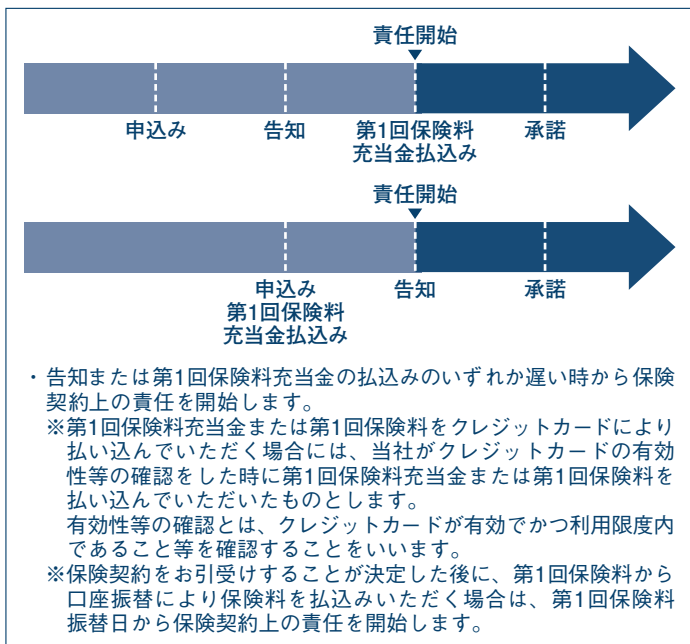 責任開始
申込み 告知 第1回保険料 承諾
充当金払込み
責任開始
申込み 告知 承諾
第1回保険料
充当金払込み
・告知または第1回保険料充当金の払込みのいずれか遅い時から保険
契約上の責任を開始します。
※第1回保険料充当金または第1回保険料をクレジットカードにより
払い込んでいただく場合には、当社がクレジットカードの有効
性等の確認をした時に第1回保険料充当金または第1回保険料を
払い込んでいただいたものとします。
有効性等の確認とは、クレジットカードが有効でかつ利用限度内
であること等を確認することをいいます。
※保険契約をお引受けすることが決定した後に、第1回保険料から
口座振替により保険料を払込みいただく場合は、第1回保険料
振替日から保険契約上の責任を開始します。